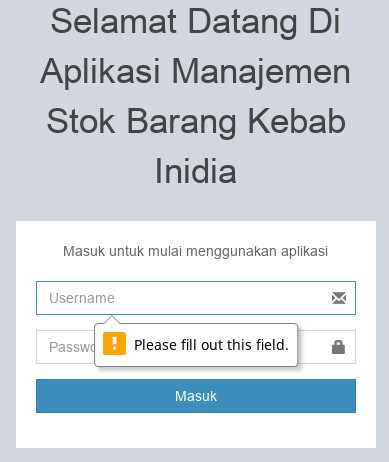 Selamat Datang Di
Aplikasi Manajemen
Stok Barang Kebab
Inidia
Masuk untuk mulai menggunakan aplikasi
Username
Please fill out this field.
Masuk